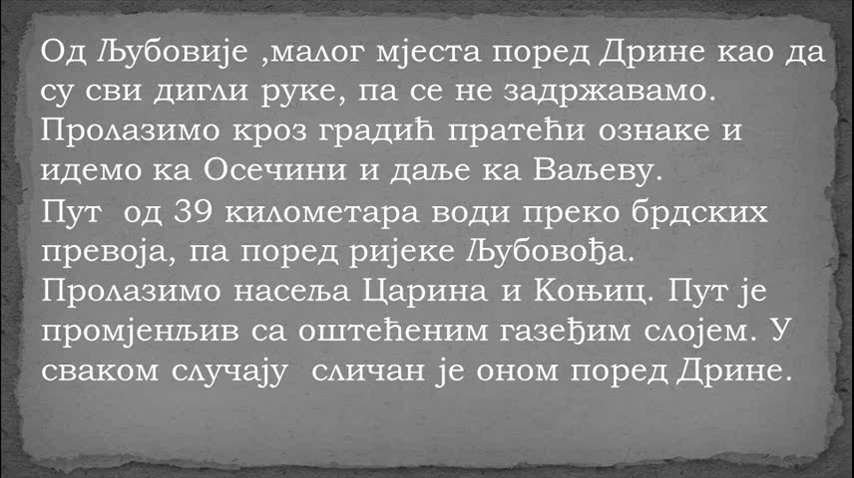 Од Љубовије ,малог мјеста поред Дрине као да
су сви дигли руке, па се не задржавамо.
Пролазимо кроз градић пратећи ознаке и
идемо ка Осечини и даље ка Ваљеву.
Пут од 39 километара води преко брдских
превоја, па поред ријеке Љубовођа.
Пролазимо насеља Царина и Коњиц. Пут је
промјенљив са оштећеним газећим слојем. У
сваком случају сличан је оном поред Дрине.